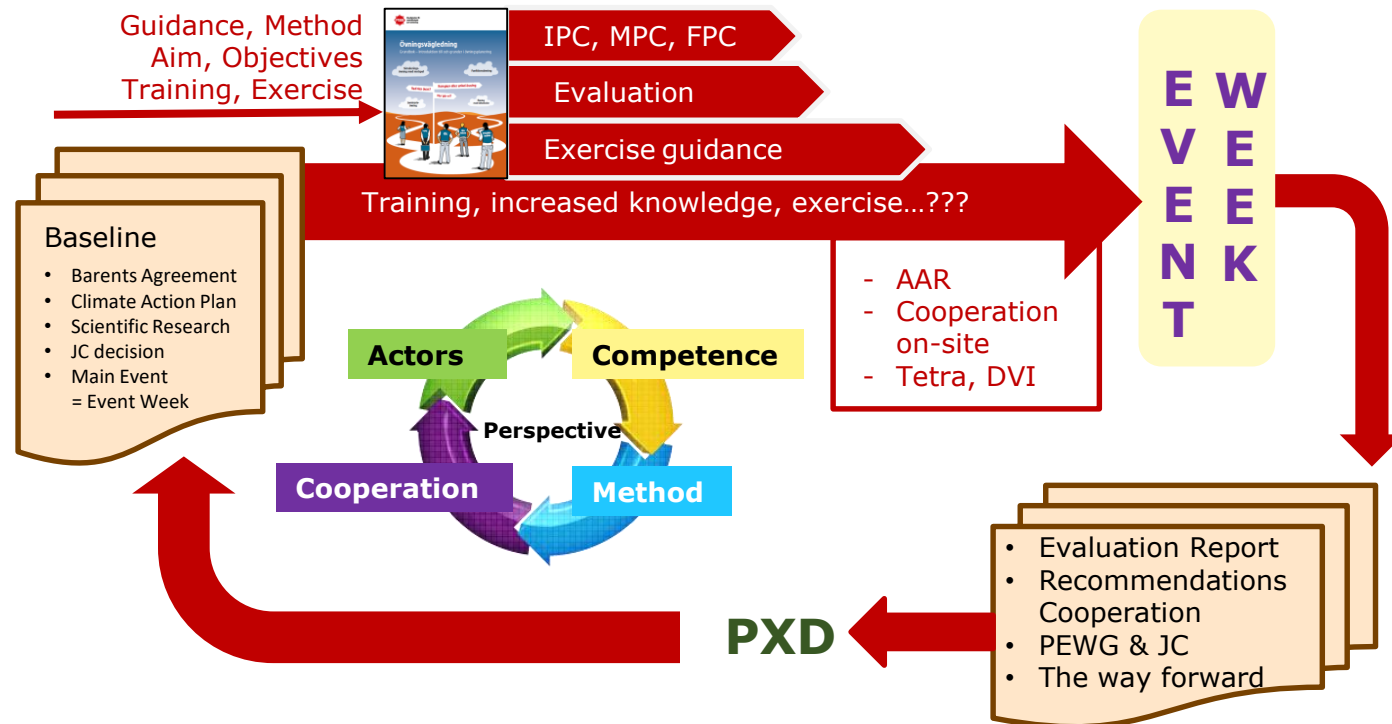 Guidance, Method
Aim, Objectives
Training, Exercise
Övningsvägledning
IPC, MPC, FPC
Evaluation
Exercise guidance
Training, increased knowledge, exercise...???
EVENT
WEEK
Baseline
• Barents Agreement
• Climate Action Plan
• Scientific Research
• JC decision
• Main Event
= Event Week
- AAR
- Cooperation
on-site
- Tetra, DVI
Actors
Competence
Perspective
Cooperation
Method
• Evaluation Report
• Recommendations
Cooperation
• PEWG & JC
• The way forward
PXD